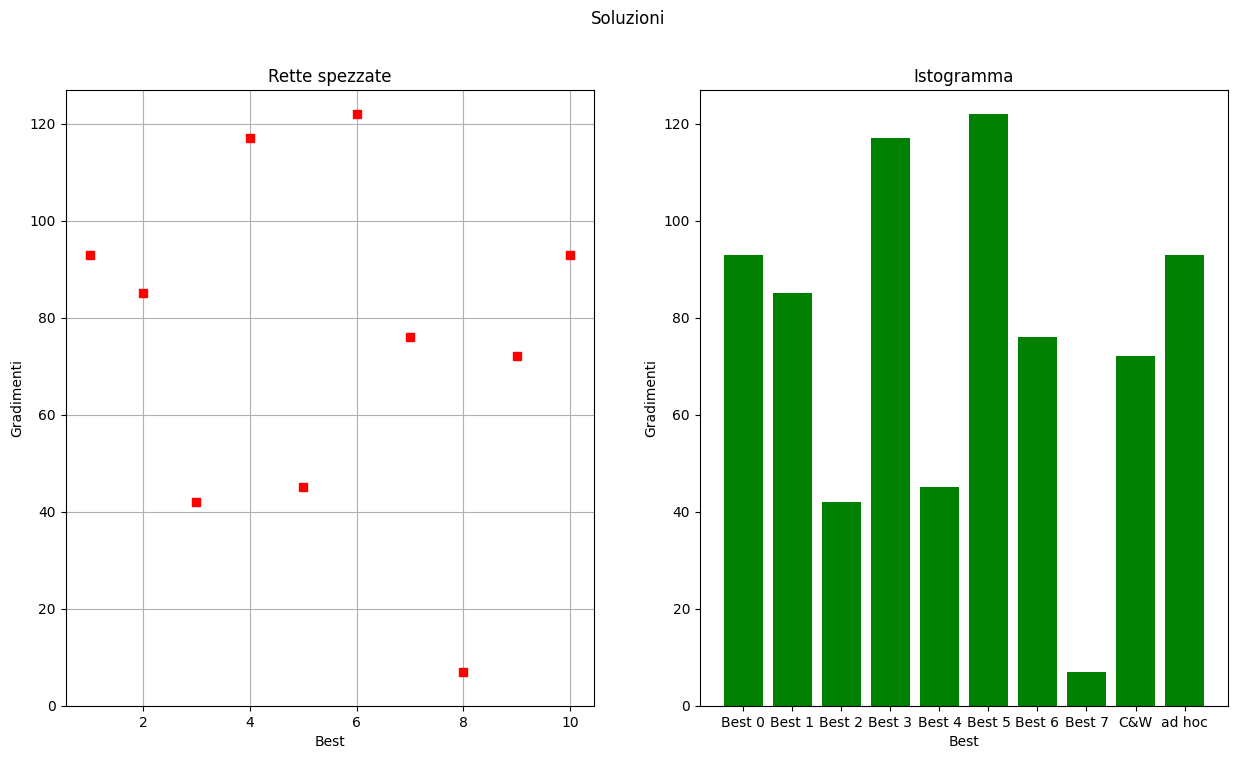 Soluzioni
Rette spezzate
Gradimenti
120
100
80
60
40
20
0
2 4 6 8 10
Best
Istogramma
Gradimenti
120
100
80
60
40
20
0
Best 0 Best 1 Best 2 Best 3 Best 4 Best 5 Best 6 Best 7 C&W ad hoc
Best